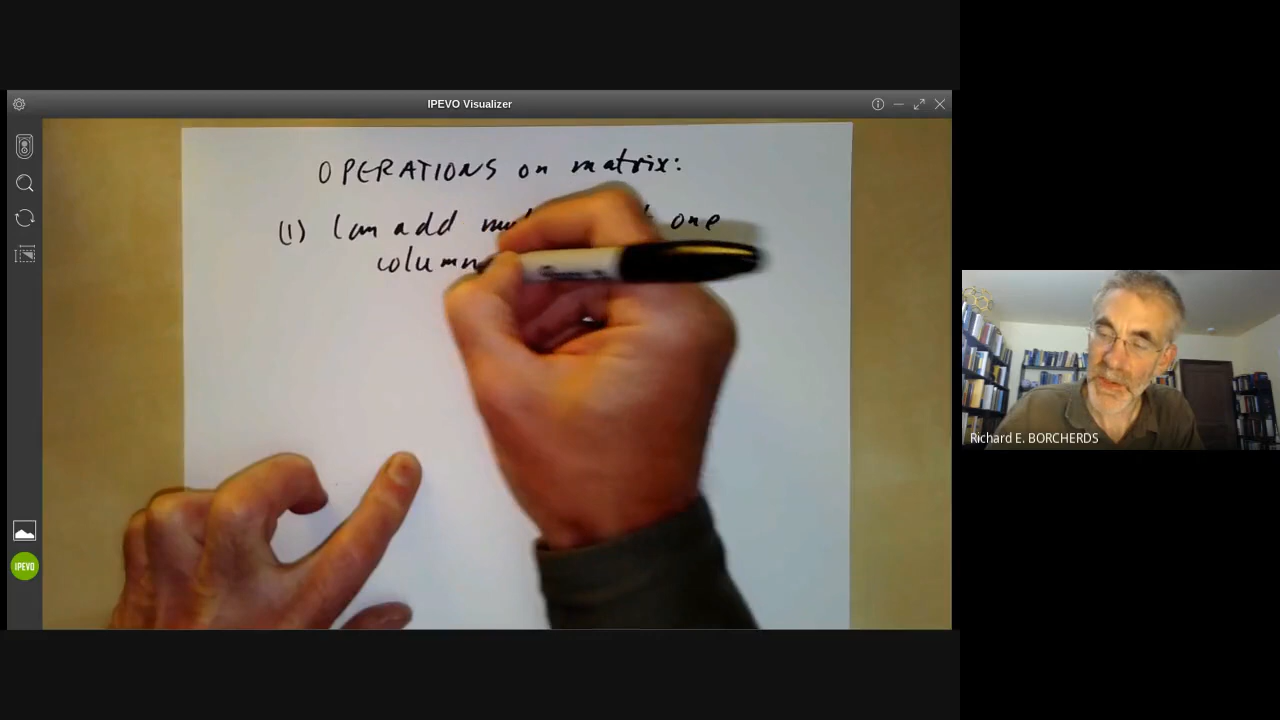 IPEVO Visualizer
OPERATIONS on matrix:
(1) Can add one
column
IPEVO
Richard E. BORCHERDS